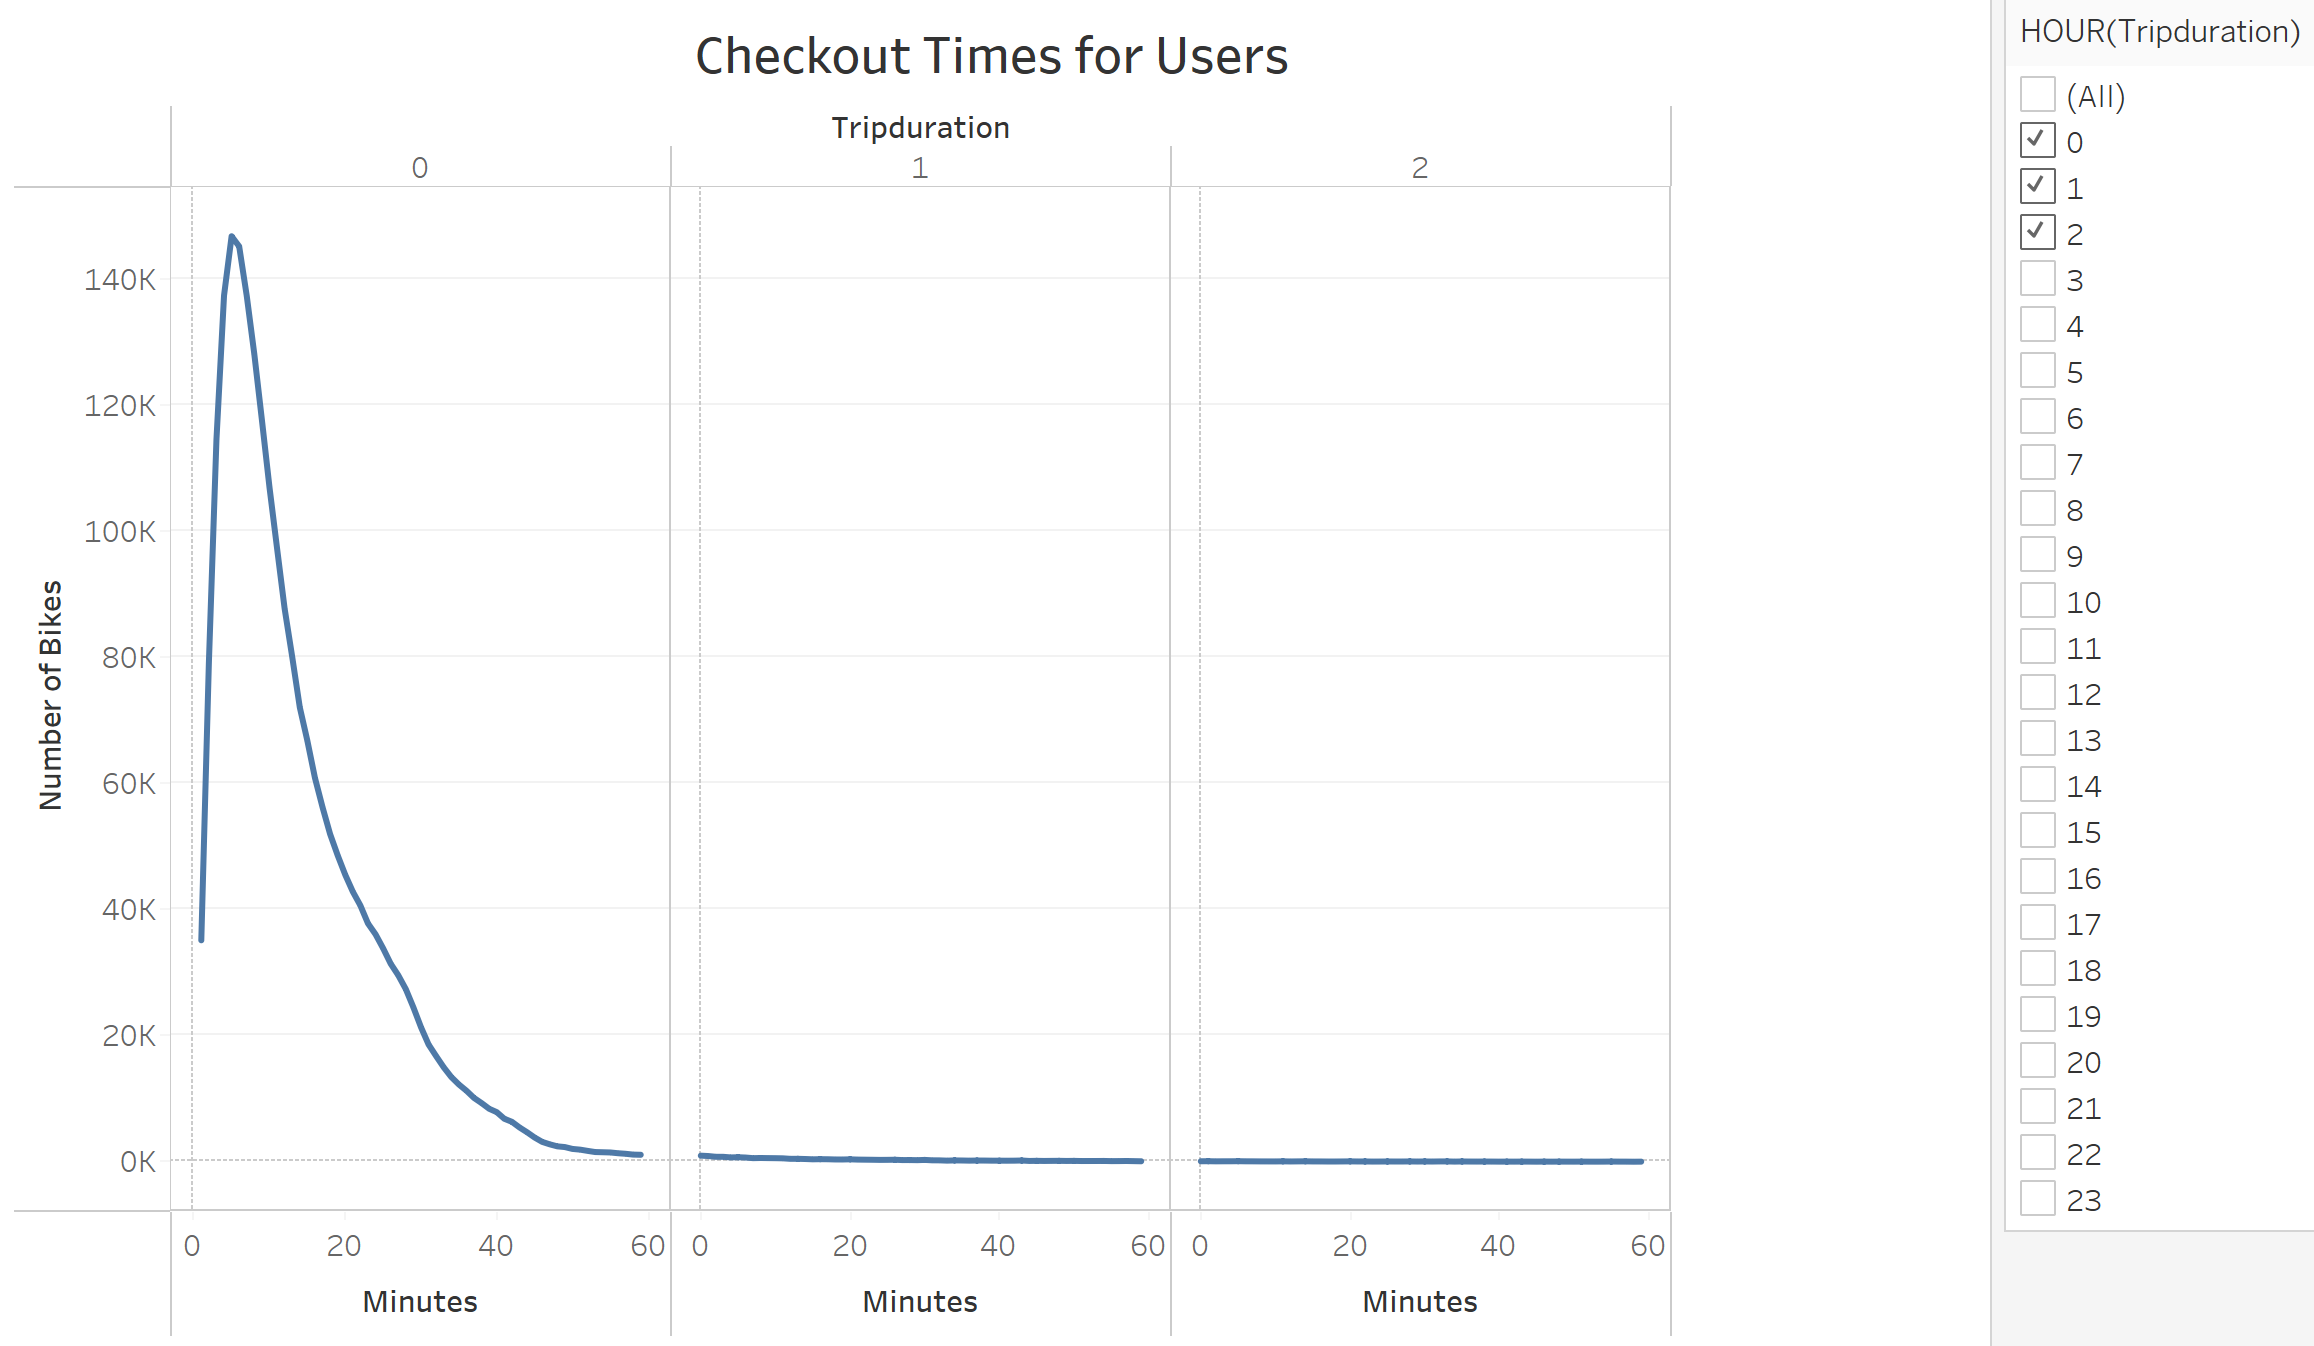 Checkout Times for Users
Tripduration
0 1 2
140K
120K
100K
80K
60K
40K
20K
0K
Number of Bikes
0 20 40 60 0 20 40 60 0 20 40 60
Minutes Minutes Minutes
HOUR(Tripduration)
(All)
0
1
2
3
4
5
6
7
8
9
10
11
12
13
14
15
16
17
18
19
20
21
22
23